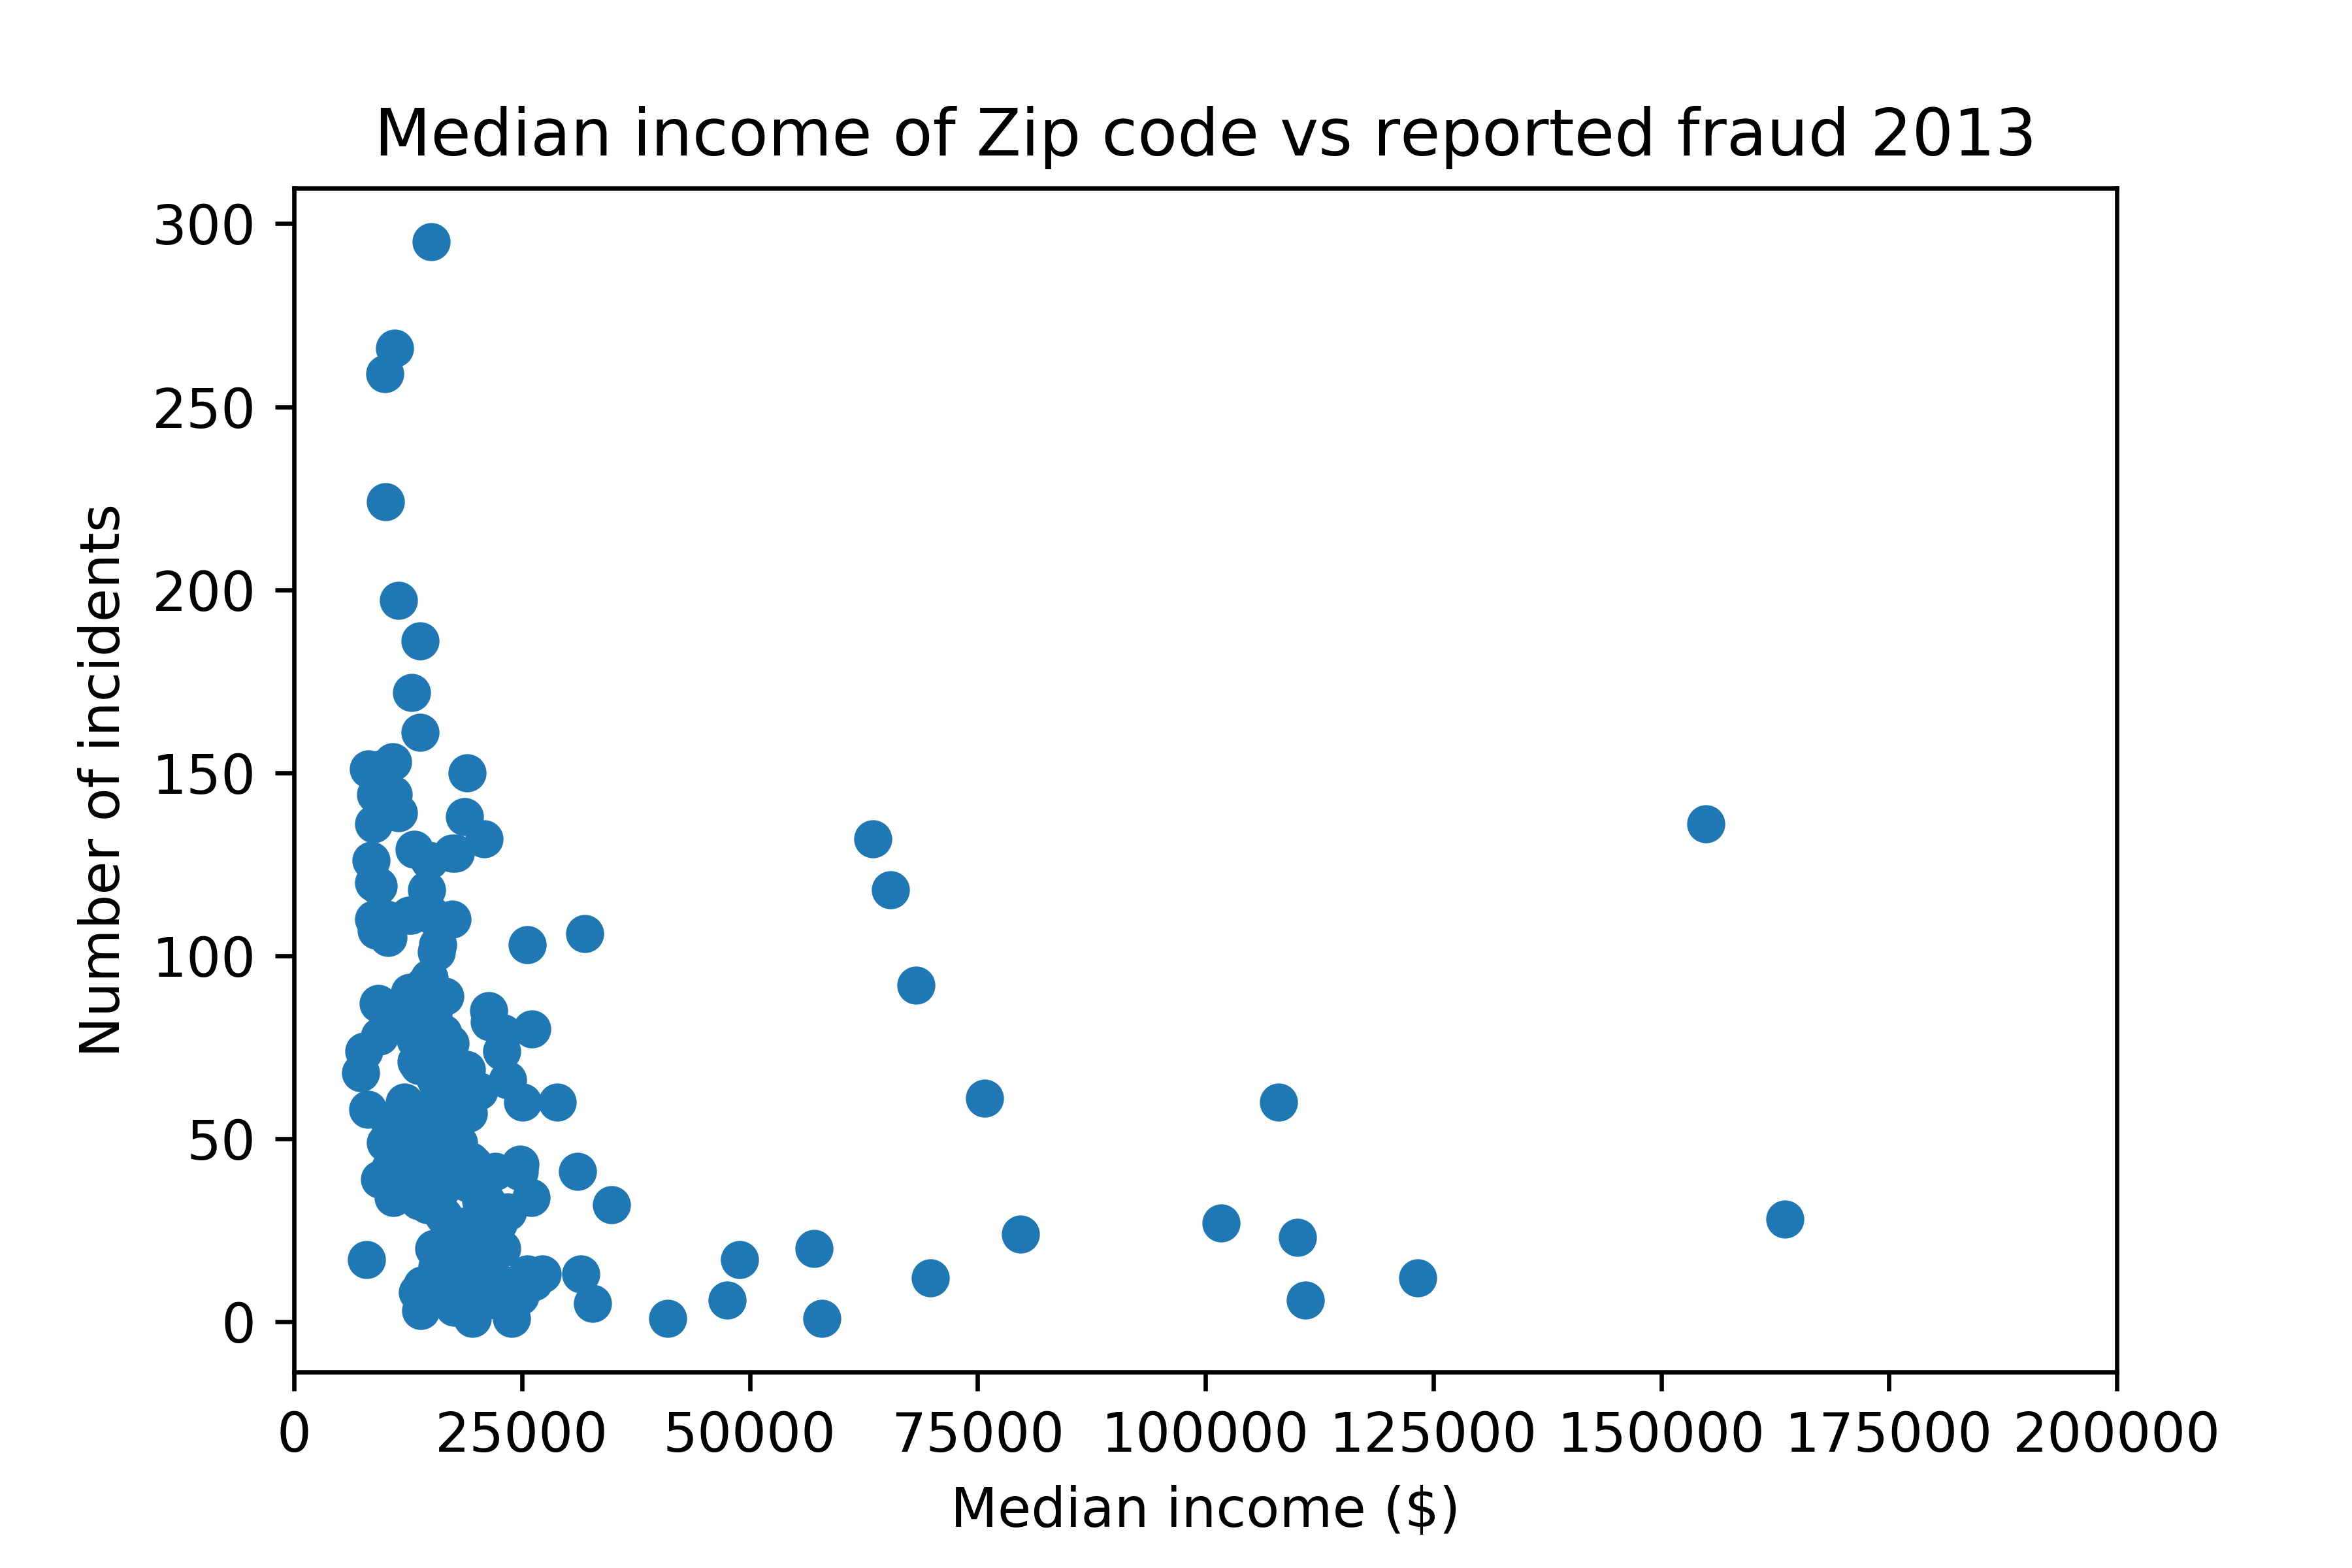 Median income of Zip code vs reported fraud 2013
300
250
200
150
100
50
0
Number of incidents
0 25000 50000 75000 100000 125000 150000 175000 200000
Median income ($)